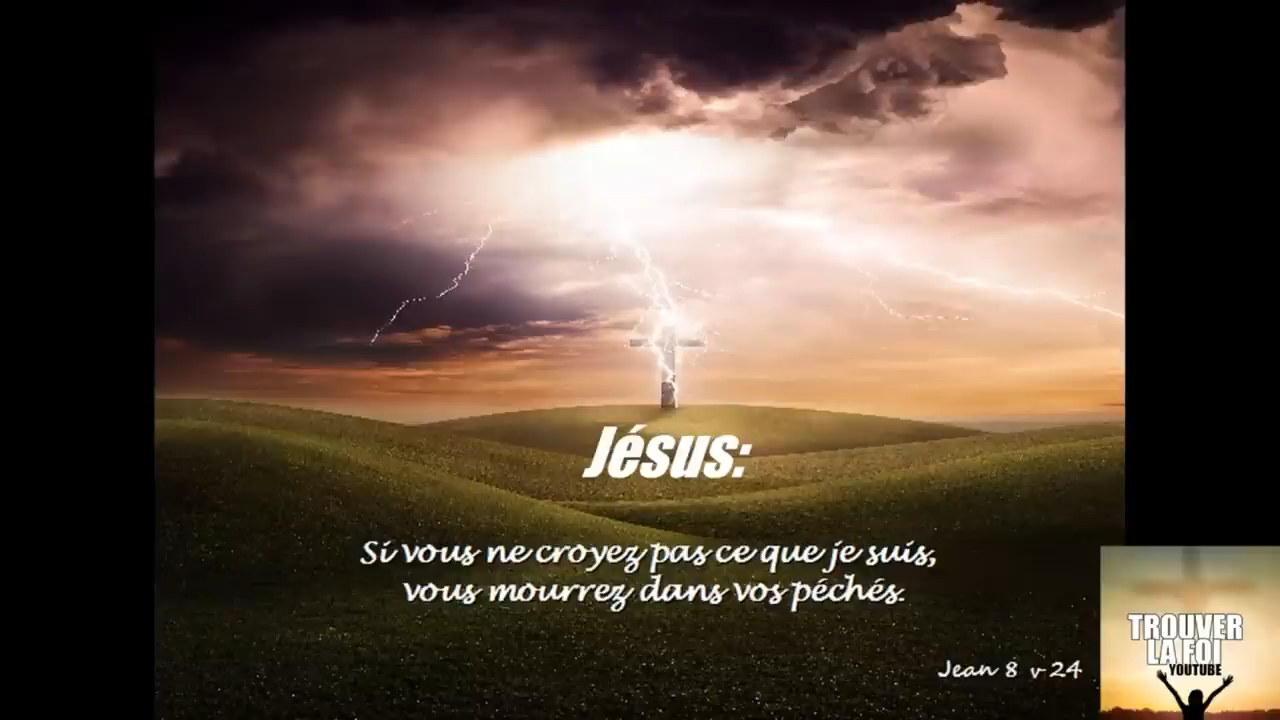 Jésus:
Si vous ne croyez pas ce que je suis,
vous mourrez dans vos péchés.
Jean 8 v 24
TROUVER
LA FOI
YOUTUBE